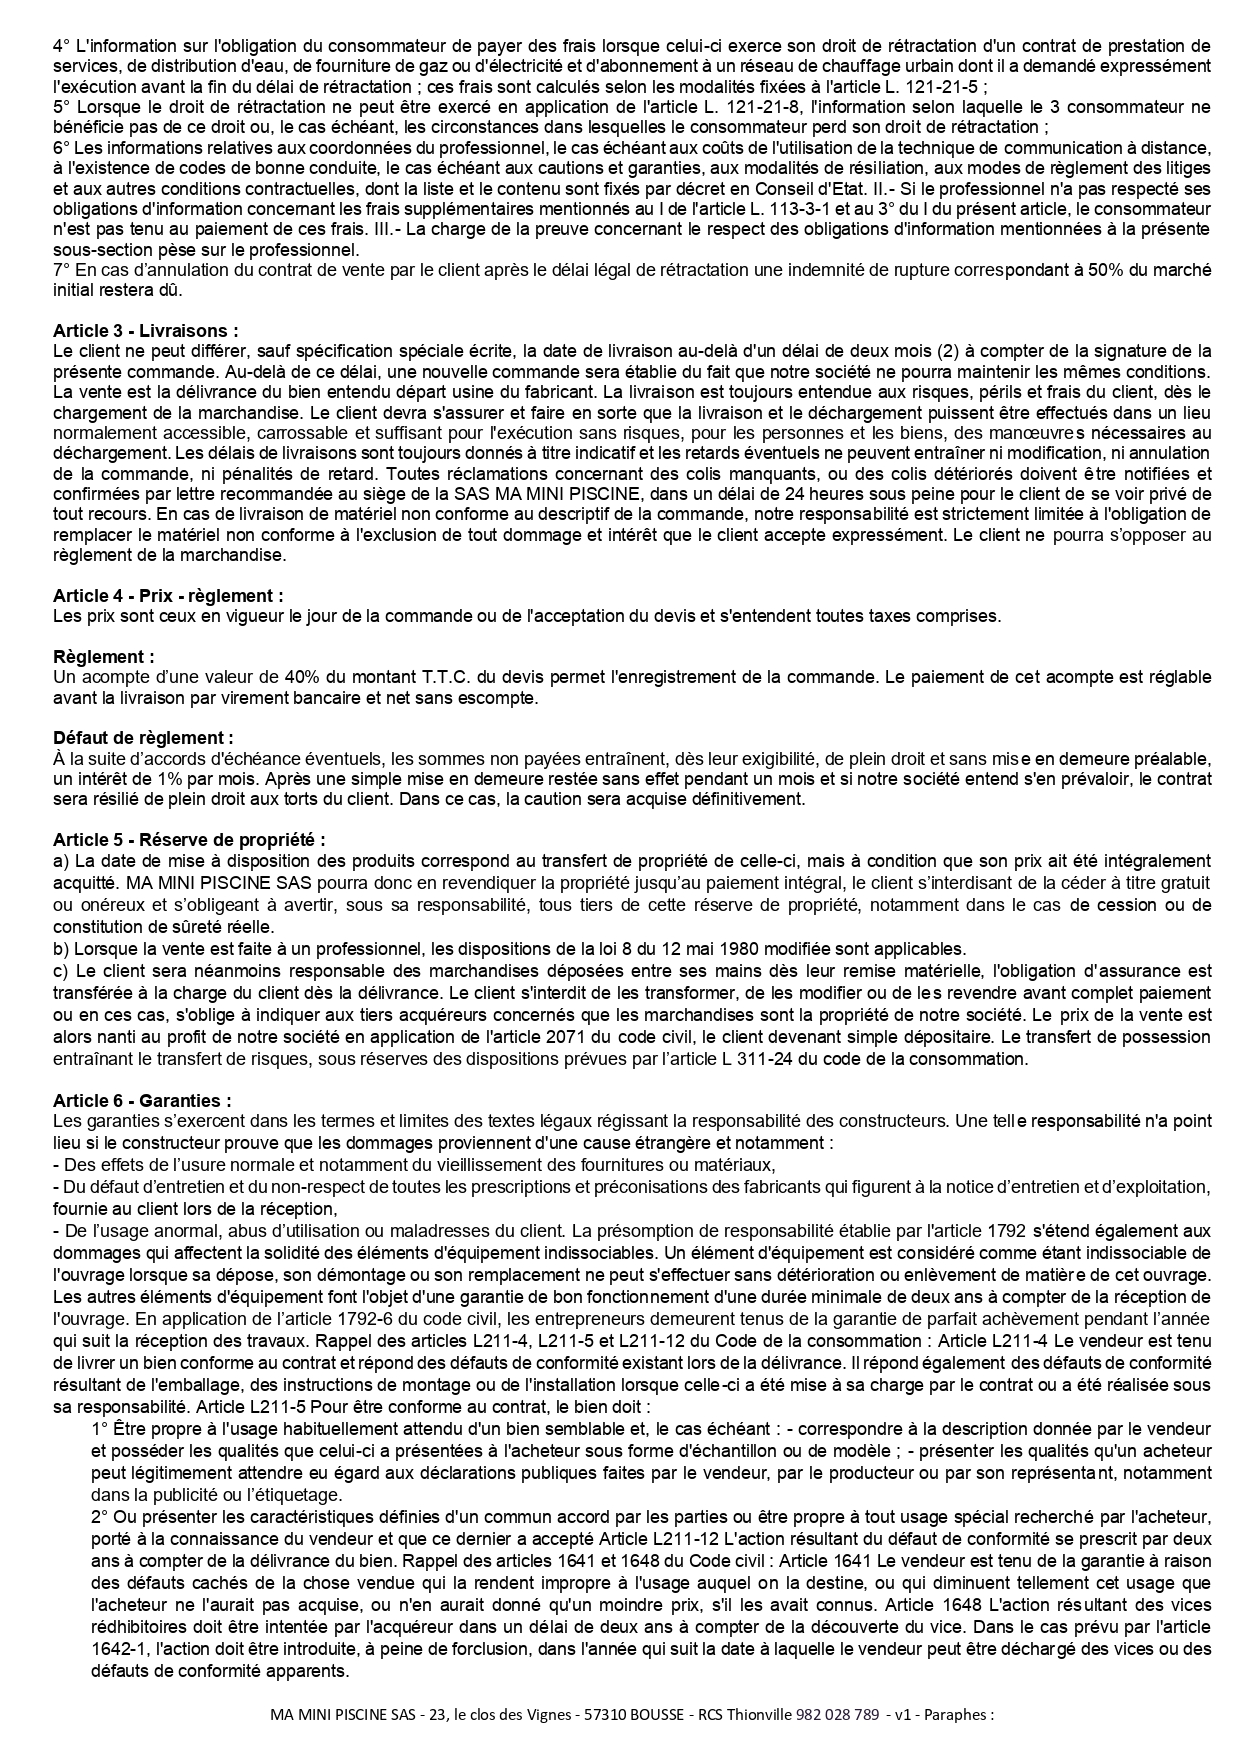 4° L'information sur l'obligation du consommateur de payer des frais lorsque celui-ci exerce son droit de rétractation d'un contrat de prestation de
services, de distribution d'eau, de fourniture de gaz ou d'électricité et d'abonnement à un réseau de chauffage urbain dont il a demandé expressément
l'exécution avant la fin du délai de rétractation ; ces frais sont calculés selon les modalités fixées à l'article L. 121-21-5 ;
5° Lorsque le droit de rétractation ne peut être exercé en application de l'article L. 121-21-8, l'information selon laquelle le 3 consommateur ne
bénéficie pas de ce droit ou, le cas échéant, les circonstances dans lesquelles le consommateur perd son droit de rétractation ;
6° Les informations relatives aux coordonnées du professionnel, le cas échéant aux coûts de l'utilisation de la technique de communication à distance,
à l'existence de codes de bonne conduite, le cas échéant aux cautions et garanties, aux modalités de résiliation, aux modes de règlement des litiges
et aux autres conditions contractuelles, dont la liste et le contenu sont fixés par décret en Conseil d'Etat. II.- Si le professionnel n'a pas respecté ses
obligations d'information concernant les frais supplémentaires mentionnés au I de l'article L. 113-3-1 et au 3° du I du présent article, le consommateur
n'est pas tenu au paiement de ces frais. III.- La charge de la preuve concernant le respect des obligations d'information mentionnées à la présente
sous-section pèse sur le professionnel.
7° En cas d’annulation du contrat de vente par le client après le délai légal de rétractation une indemnité de rupture correspondant à 50% du marché
initial restera dû.
Article 3 - Livraisons :
Le client ne peut différer, sauf spécification spéciale écrite, la date de livraison au-delà d'un délai de deux mois (2) à compter de la signature de la
présente commande. Au-delà de ce délai, une nouvelle commande sera établie du fait que notre société ne pourra maintenir les mêmes conditions.
La vente est la délivrance du bien entendu départ usine du fabricant. La livraison est toujours entendue aux risques, périls et frais du client, dès le
chargement de la marchandise. Le client devra s'assurer et faire en sorte que la livraison et le déchargement puissent être effectués dans un lieu
normalement accessible, carrossable et suffisant pour l'exécution sans risques, pour les personnes et les biens, des manœuvres nécessaires au
déchargement. Les délais de livraisons sont toujours donnés à titre indicatif et les retards éventuels ne peuvent entraîner ni modification, ni annulation
de la commande, ni pénalités de retard. Toutes réclamations concernant des colis manquants, ou des colis détériorés doivent être notifiées et
confirmées par lettre recommandée au siège de la SAS MA MINI PISCINE, dans un délai de 24 heures sous peine pour le client de se voir privé de
tout recours. En cas de livraison de matériel non conforme au descriptif de la commande, notre responsabilité est strictement limitée à l'obligation de
remplacer le matériel non conforme à l'exclusion de tout dommage et intérêt que le client accepte expressément. Le client ne pourra s’opposer au
règlement de la marchandise.
Article 4 - Prix - règlement :
Les prix sont ceux en vigueur le jour de la commande ou de l'acceptation du devis et s'entendent toutes taxes comprises.
Règlement :
Un acompte d’une valeur de 40% du montant T.T.C. du devis permet l'enregistrement de la commande. Le paiement de cet acompte est réglable
avant la livraison par virement bancaire et net sans escompte.
Défaut de règlement :
À la suite d’accords d'échéance éventuels, les sommes non payées entraînent, dès leur exigibilité, de plein droit et sans mise en demeure préalable,
un intérêt de 1% par mois. Après une simple mise en demeure restée sans effet pendant un mois et si notre société entend s'en prévaloir, le contrat
sera résilié de plein droit aux torts du client. Dans ce cas, la caution sera acquise définitivement.
Article 5 - Réserve de propriété :
a) La date de mise à disposition des produits correspond au transfert de propriété de celle-ci, mais à condition que son prix ait été intégralement
acquitté. MA MINI PISCINE SAS pourra donc en revendiquer la propriété jusqu’au paiement intégral, le client s’interdisant de la céder à titre gratuit
ou onéreux et s’obligeant à avertir, sous sa responsabilité, tous tiers de cette réserve de propriété, notamment dans le cas de cession ou de
constitution de sûreté réelle.
b) Lorsque la vente est faite à un professionnel, les dispositions de la loi 8 du 12 mai 1980 modifiée sont applicables.
c) Le client sera néanmoins responsable des marchandises déposées entre ses mains dès leur remise matérielle, l'obligation d'assurance est
transférée à la charge du client dès la délivrance. Le client s'interdit de les transformer, de les modifier ou de les revendre avant complet paiement
ou en ces cas, s'oblige à indiquer aux tiers acquéreurs concernés que les marchandises sont la propriété de notre société. Le prix de la vente est
alors nanti au profit de notre société en application de l'article 2071 du code civil, le client devenant simple dépositaire. Le transfert de possession
entraînant le transfert de risques, sous réserves des dispositions prévues par l’article L 311-24 du code de la consommation.
Article 6 - Garanties :
Les garanties s’exercent dans les termes et limites des textes légaux régissant la responsabilité des constructeurs. Une telle responsabilité n'a point
lieu si le constructeur prouve que les dommages proviennent d'une cause étrangère et notamment :
- Des effets de l’usure normale et notamment du vieillissement des fournitures ou matériaux,
- Du défaut d’entretien et du non-respect de toutes les prescriptions et préconisations des fabricants qui figurent à la notice d’entretien et d’exploitation,
fournie au client lors de la réception,
- De l’usage anormal, abus d’utilisation ou maladresses du client. La présomption de responsabilité établie par l'article 1792 s'étend également aux
dommages qui affectent la solidité des éléments d'équipement indissociables. Un élément d'équipement est considéré comme étant indissociable de
l'ouvrage lorsque sa dépose, son démontage ou son remplacement ne peut s'effectuer sans détérioration ou enlèvement de matière de cet ouvrage.
Les autres éléments d'équipement font l'objet d'une garantie de bon fonctionnement d'une durée minimale de deux ans à compter de la réception de
l'ouvrage. En application de l’article 1792-6 du code civil, les entrepreneurs demeurent tenus de la garantie de parfait achèvement pendant l’année
qui suit la réception des travaux. Rappel des articles L211-4, L211-5 et L211-12 du Code de la consommation : Article L211-4 Le vendeur est tenu
de livrer un bien conforme au contrat et répond des défauts de conformité existant lors de la délivrance. Il répond également des défauts de conformité
résultant de l'emballage, des instructions de montage ou de l'installation lorsque celle-ci a été mise à sa charge par le contrat ou a été réalisée sous
sa responsabilité. Article L211-5 Pour être conforme au contrat, le bien doit :
1° Être propre à l'usage habituellement attendu d'un bien semblable et, le cas échéant : - correspondre à la description donnée par le vendeur
et posséder les qualités que celui-ci a présentées à l'acheteur sous forme d'échantillon ou de modèle ; - présenter les qualités qu'un acheteur
peut légitimement attendre eu égard aux déclarations publiques faites par le vendeur, par le producteur ou par son représentant, notamment
dans la publicité ou l’étiquetage.
2° Ou présenter les caractéristiques définies d'un commun accord par les parties ou être propre à tout usage spécial recherché par l'acheteur,
porté à la connaissance du vendeur et que ce dernier a accepté Article L211-12 L'action résultant du défaut de conformité se prescrit par deux
ans à compter de la délivrance du bien. Rappel des articles 1641 et 1648 du Code civil : Article 1641 Le vendeur est tenu de la garantie à raison
des défauts cachés de la chose vendue qui la rendent impropre à l'usage auquel on la destine, ou qui diminuent tellement cet usage que
l'acheteur ne l'aurait pas acquise, ou n'en aurait donné qu'un moindre prix, s'il les avait connus. Article 1648 L'action résultant des vices
rédhibitoires doit être intentée par l'acquéreur dans un délai de deux ans à compter de la découverte du vice. Dans le cas prévu par l'article
1642-1, l'action doit être introduite, à peine de forclusion, dans l'année qui suit la date à laquelle le vendeur peut être déchargé des vices ou des
défauts de conformité apparents.
MA MINI PISCINE SAS - 23, le clos des Vignes - 57310 BOUSSE - RCS Thionville 982 028 789 - v1 - Paraphes :